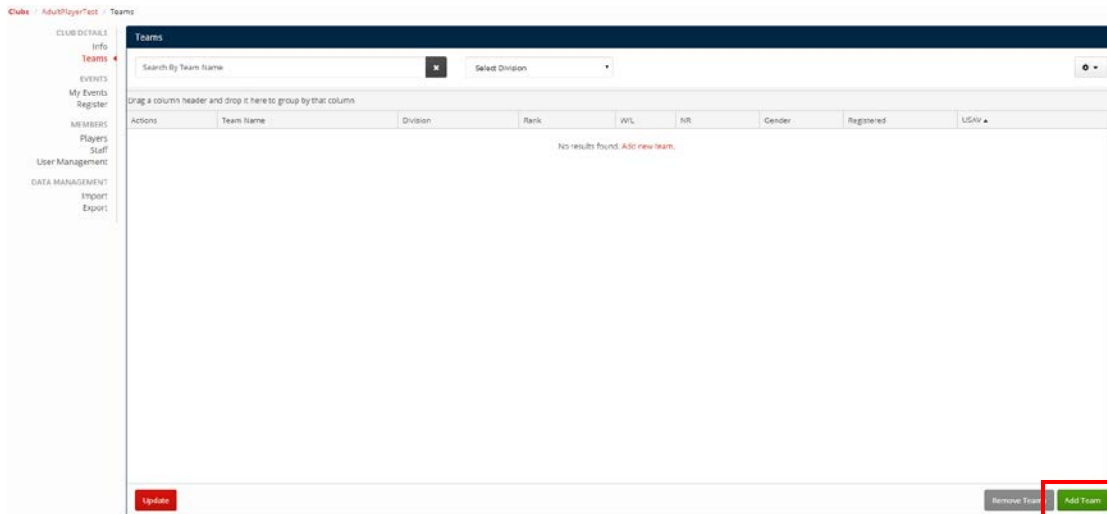 Clubs / AdultPlayerTest / Teams
CLUB DETAILS
Info
Teams
EVENTS
My Events
Register
MEMBERS
Players
Staff
User Management
DATA MANAGEMENT
Import
Export
Teams
Search By Team Name
Select Division
Drag a column header and drop it here to group by that column
Actions Team Name Division Rank W/L NR Gender Registered USAV
No results found. Add new team.
Update
Remove Team
Add Team